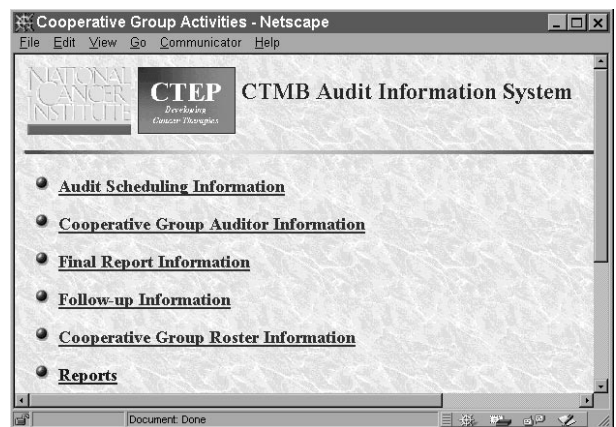 Cooperative Group Activities - Netscape
File Edit View Go Communicator Help
NATIONAL
CANCER
INSTITUTE
CTEP
Developing
Cancer Therapies
CTMB Audit Information System
Audit Scheduling Information
Cooperative Group Auditor Information
Final Report Information
Follow-up Information
Cooperative Group Roster Information
Reports
Document: Done